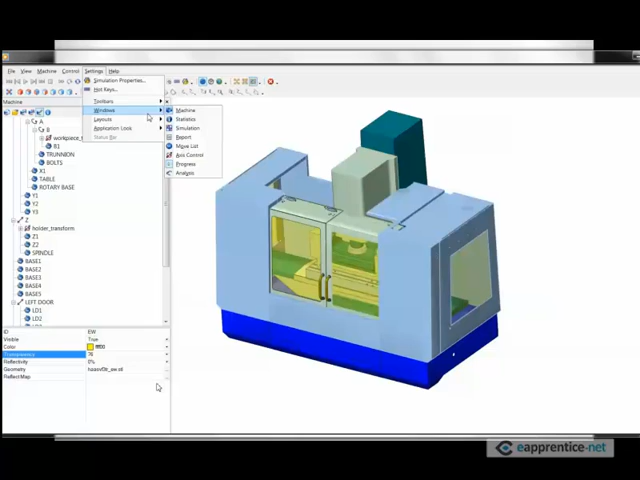 File View Machine Control Settings Help
Simulation Properties...
Hot Keys...
Toolbars
Windows
Layouts
Application Look
Status Bar
Machine
Statistics
Simulation
Report
Move List
Axis Control
Progress
Analysis
Machine
A
B
B1
TRUNNION
BOLTS
X1
TABLE
ROTARY BASE
Y1
Y2
Y3
Z
holder_transform
Z1
Z2
SPINDLE
BASE1
BASE2
BASE3
BASE4
BASE5
LEFT DOOR
LD1
LD2
ID EW
Visible True
Color
Transparency 76
Reflectivity 0%
Geometry
ReflectMap
eapprentice.net